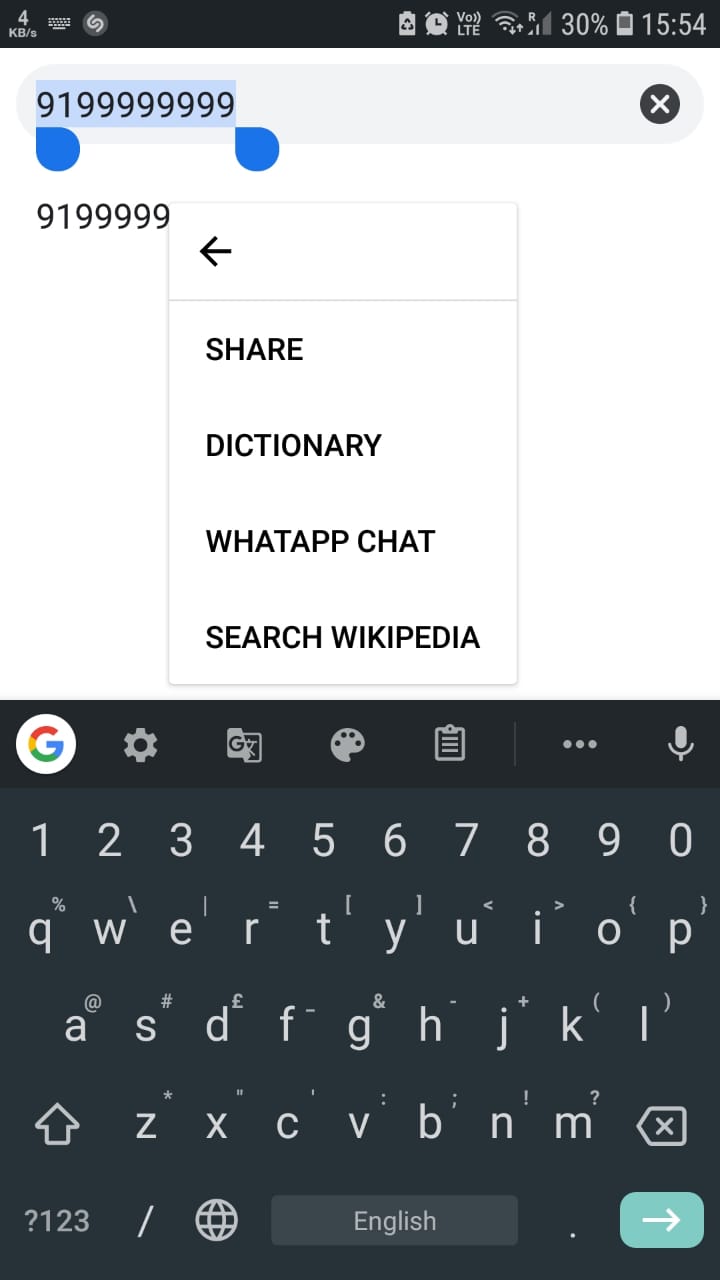 4
KB/s
Vo))
LTE
R
30%
15:54
9199999999
9199999
SHARE
DICTIONARY
WHATAPP CHAT
SEARCH WIKIPEDIA
G
1 2 3 4 5 6 7 8 9 0
% \ | = [ ] < > { }
q w e r t y u i o p
@ # £ _ & - + ( )
a s d f g h j k l
* " ' : ; ! ?
z x c v b n m
?123 / English .